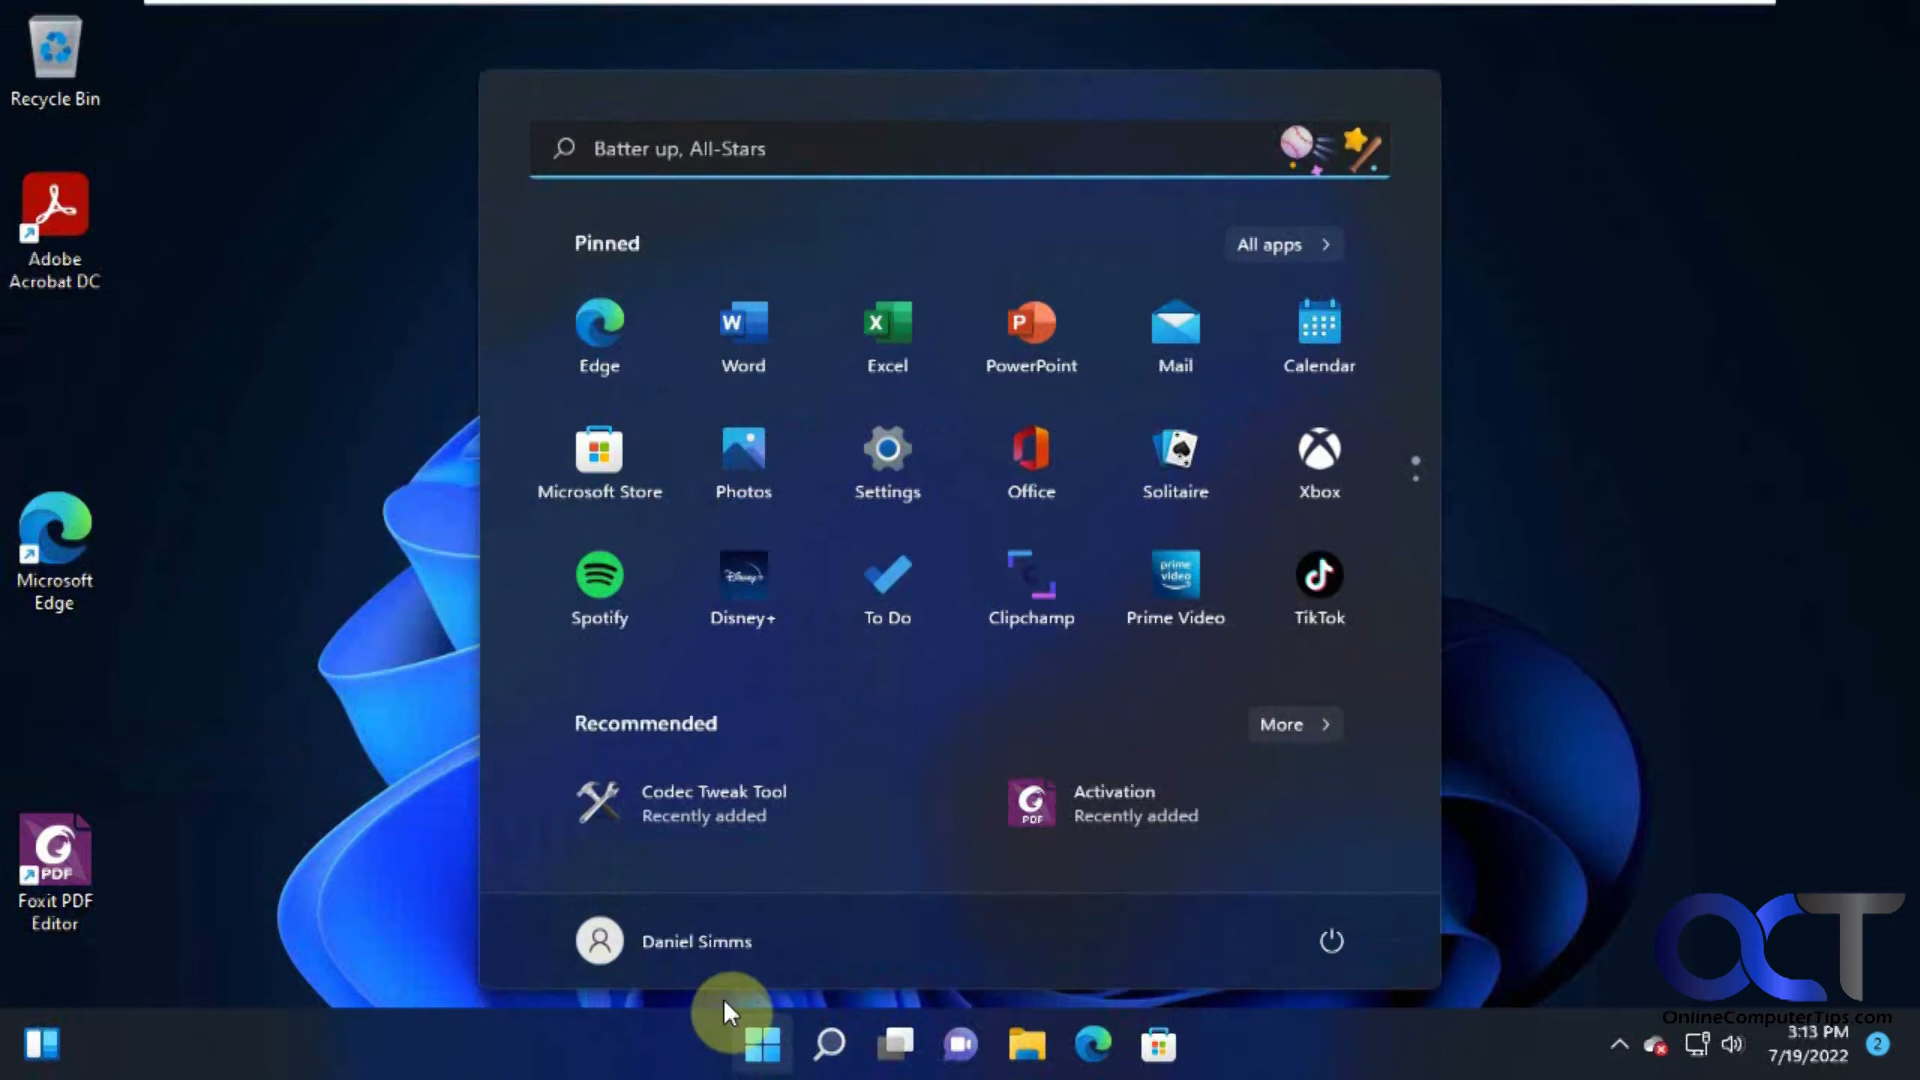 Recycle Bin
Adobe
Acrobat DC
Microsoft
Edge
PDF
Foxit PDF
Editor
Batter up, All-Stars
Pinned
All apps
W
X
P
Edge
Word
Excel
PowerPoint
Mail
Calendar
Microsoft Store
Photos
Settings
Office
Solitaire
Xbox
Disney+
prime
video
Spotify
Disney+
To Do
Clipchamp
Prime Video
TikTok
Recommended
More
Codec Tweak Tool
Recently added
PDF
Activation
Recently added
Daniel Simms
OCT
OnlineComputerTips.com
3:13 PM
7/19/2022
2